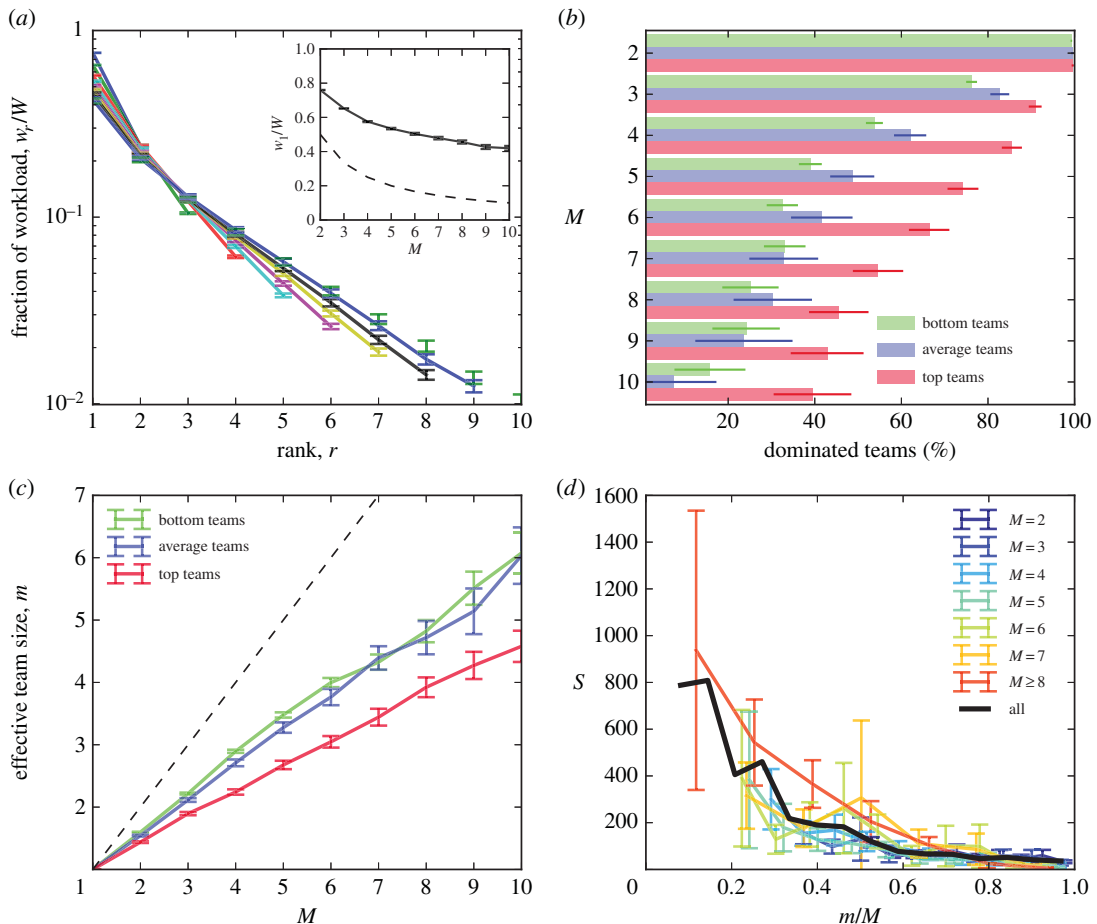 (a)
1
10⁻¹
10⁻²
fraction of workload, w_r/W
1 2 3 4 5 6 7 8 9 10
rank, r
1.0
0.8
0.6
0.4
0.2
0
w₁/W
2 3 4 5 6 7 8 9 10
M
(b)
M
2
3
4
5
6
7
8
9
10
bottom teams
average teams
top teams
20 40 60 80 100
dominated teams (%)
(c)
7
6
5
4
3
2
1
effective team size, m
bottom teams
average teams
top teams
2 3 4 5 6 7 8 9 10
M
(d)
1600
1400
1200
1000
800
600
400
200
S
M = 2
M = 3
M = 4
M = 5
M = 6
M = 7
M ≥ 8
all
0 0.2 0.4 0.6 0.8 1.0
m/M